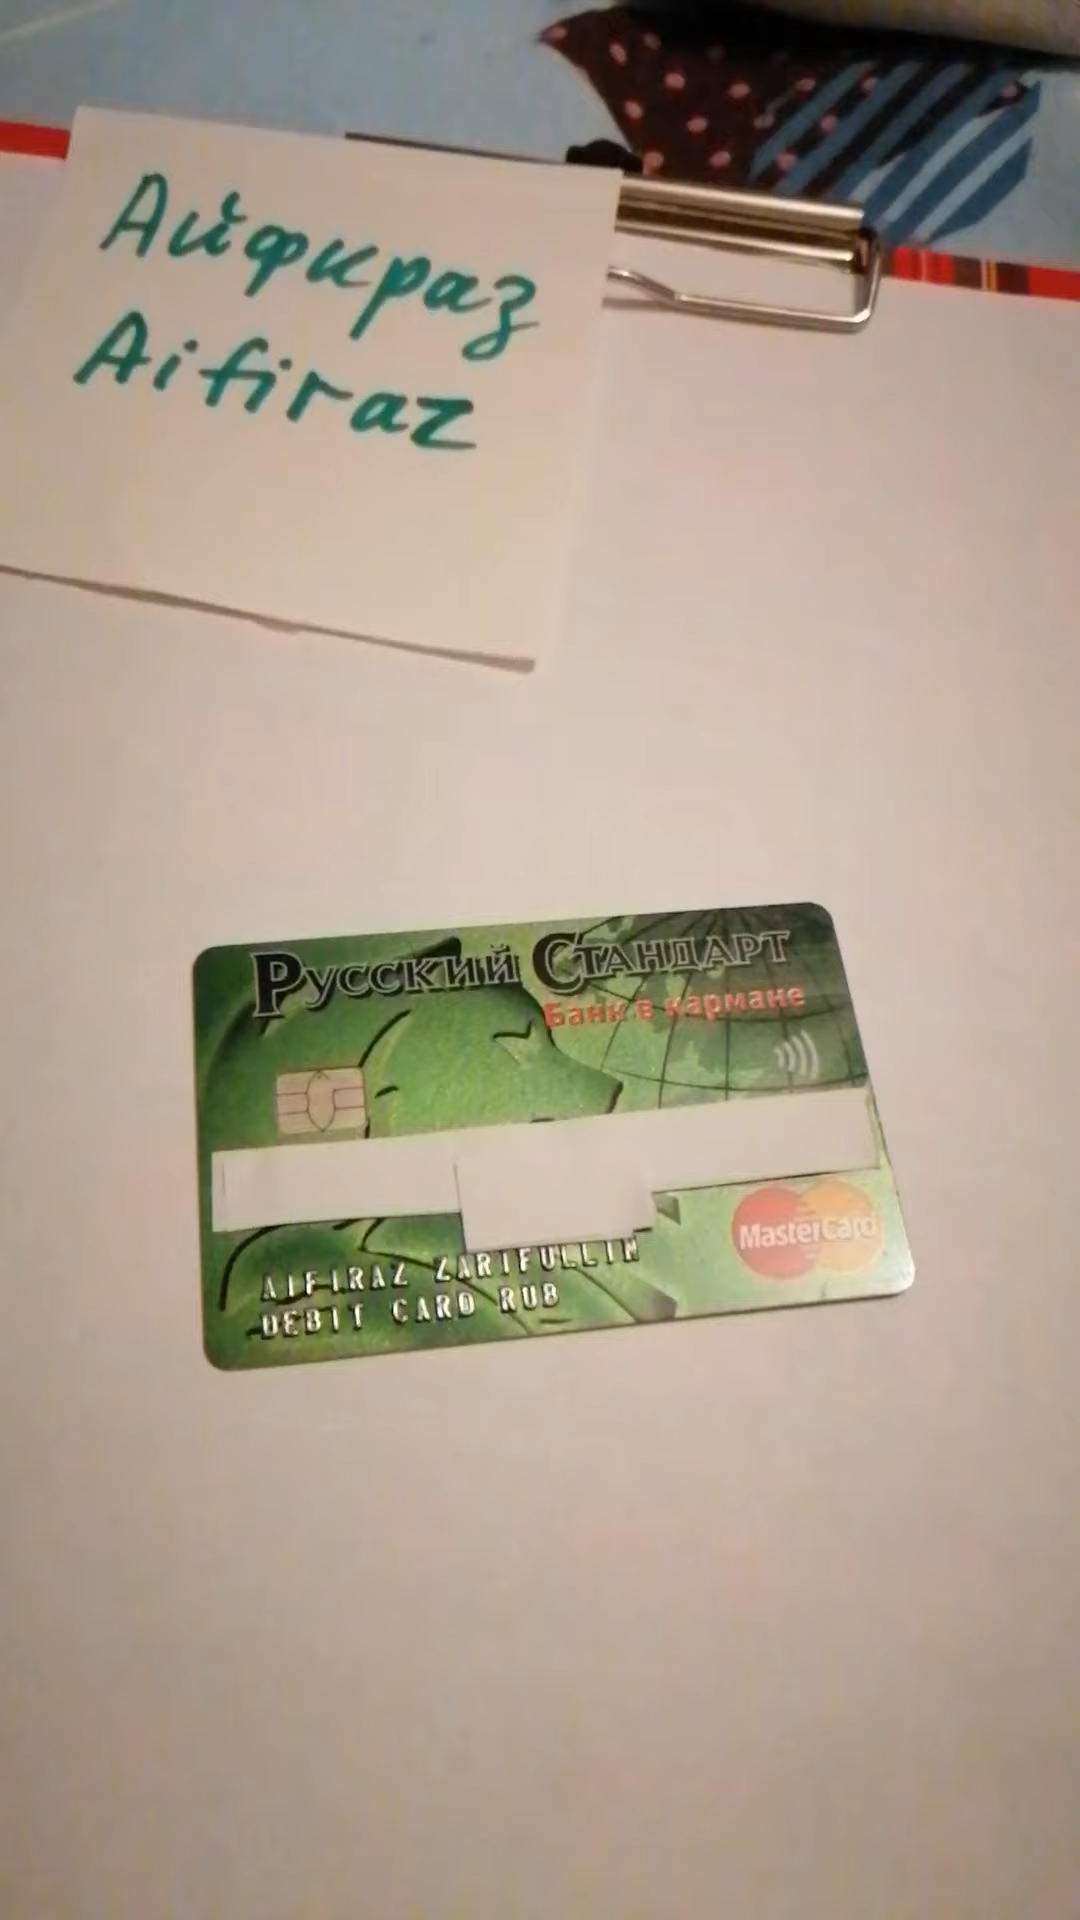 Айфираз
Aifiraz
Русский Стандарт
Банк в кармане
MasterCard
AIFIRAZ ZARIFULLIN
DEBIT CARD RUB